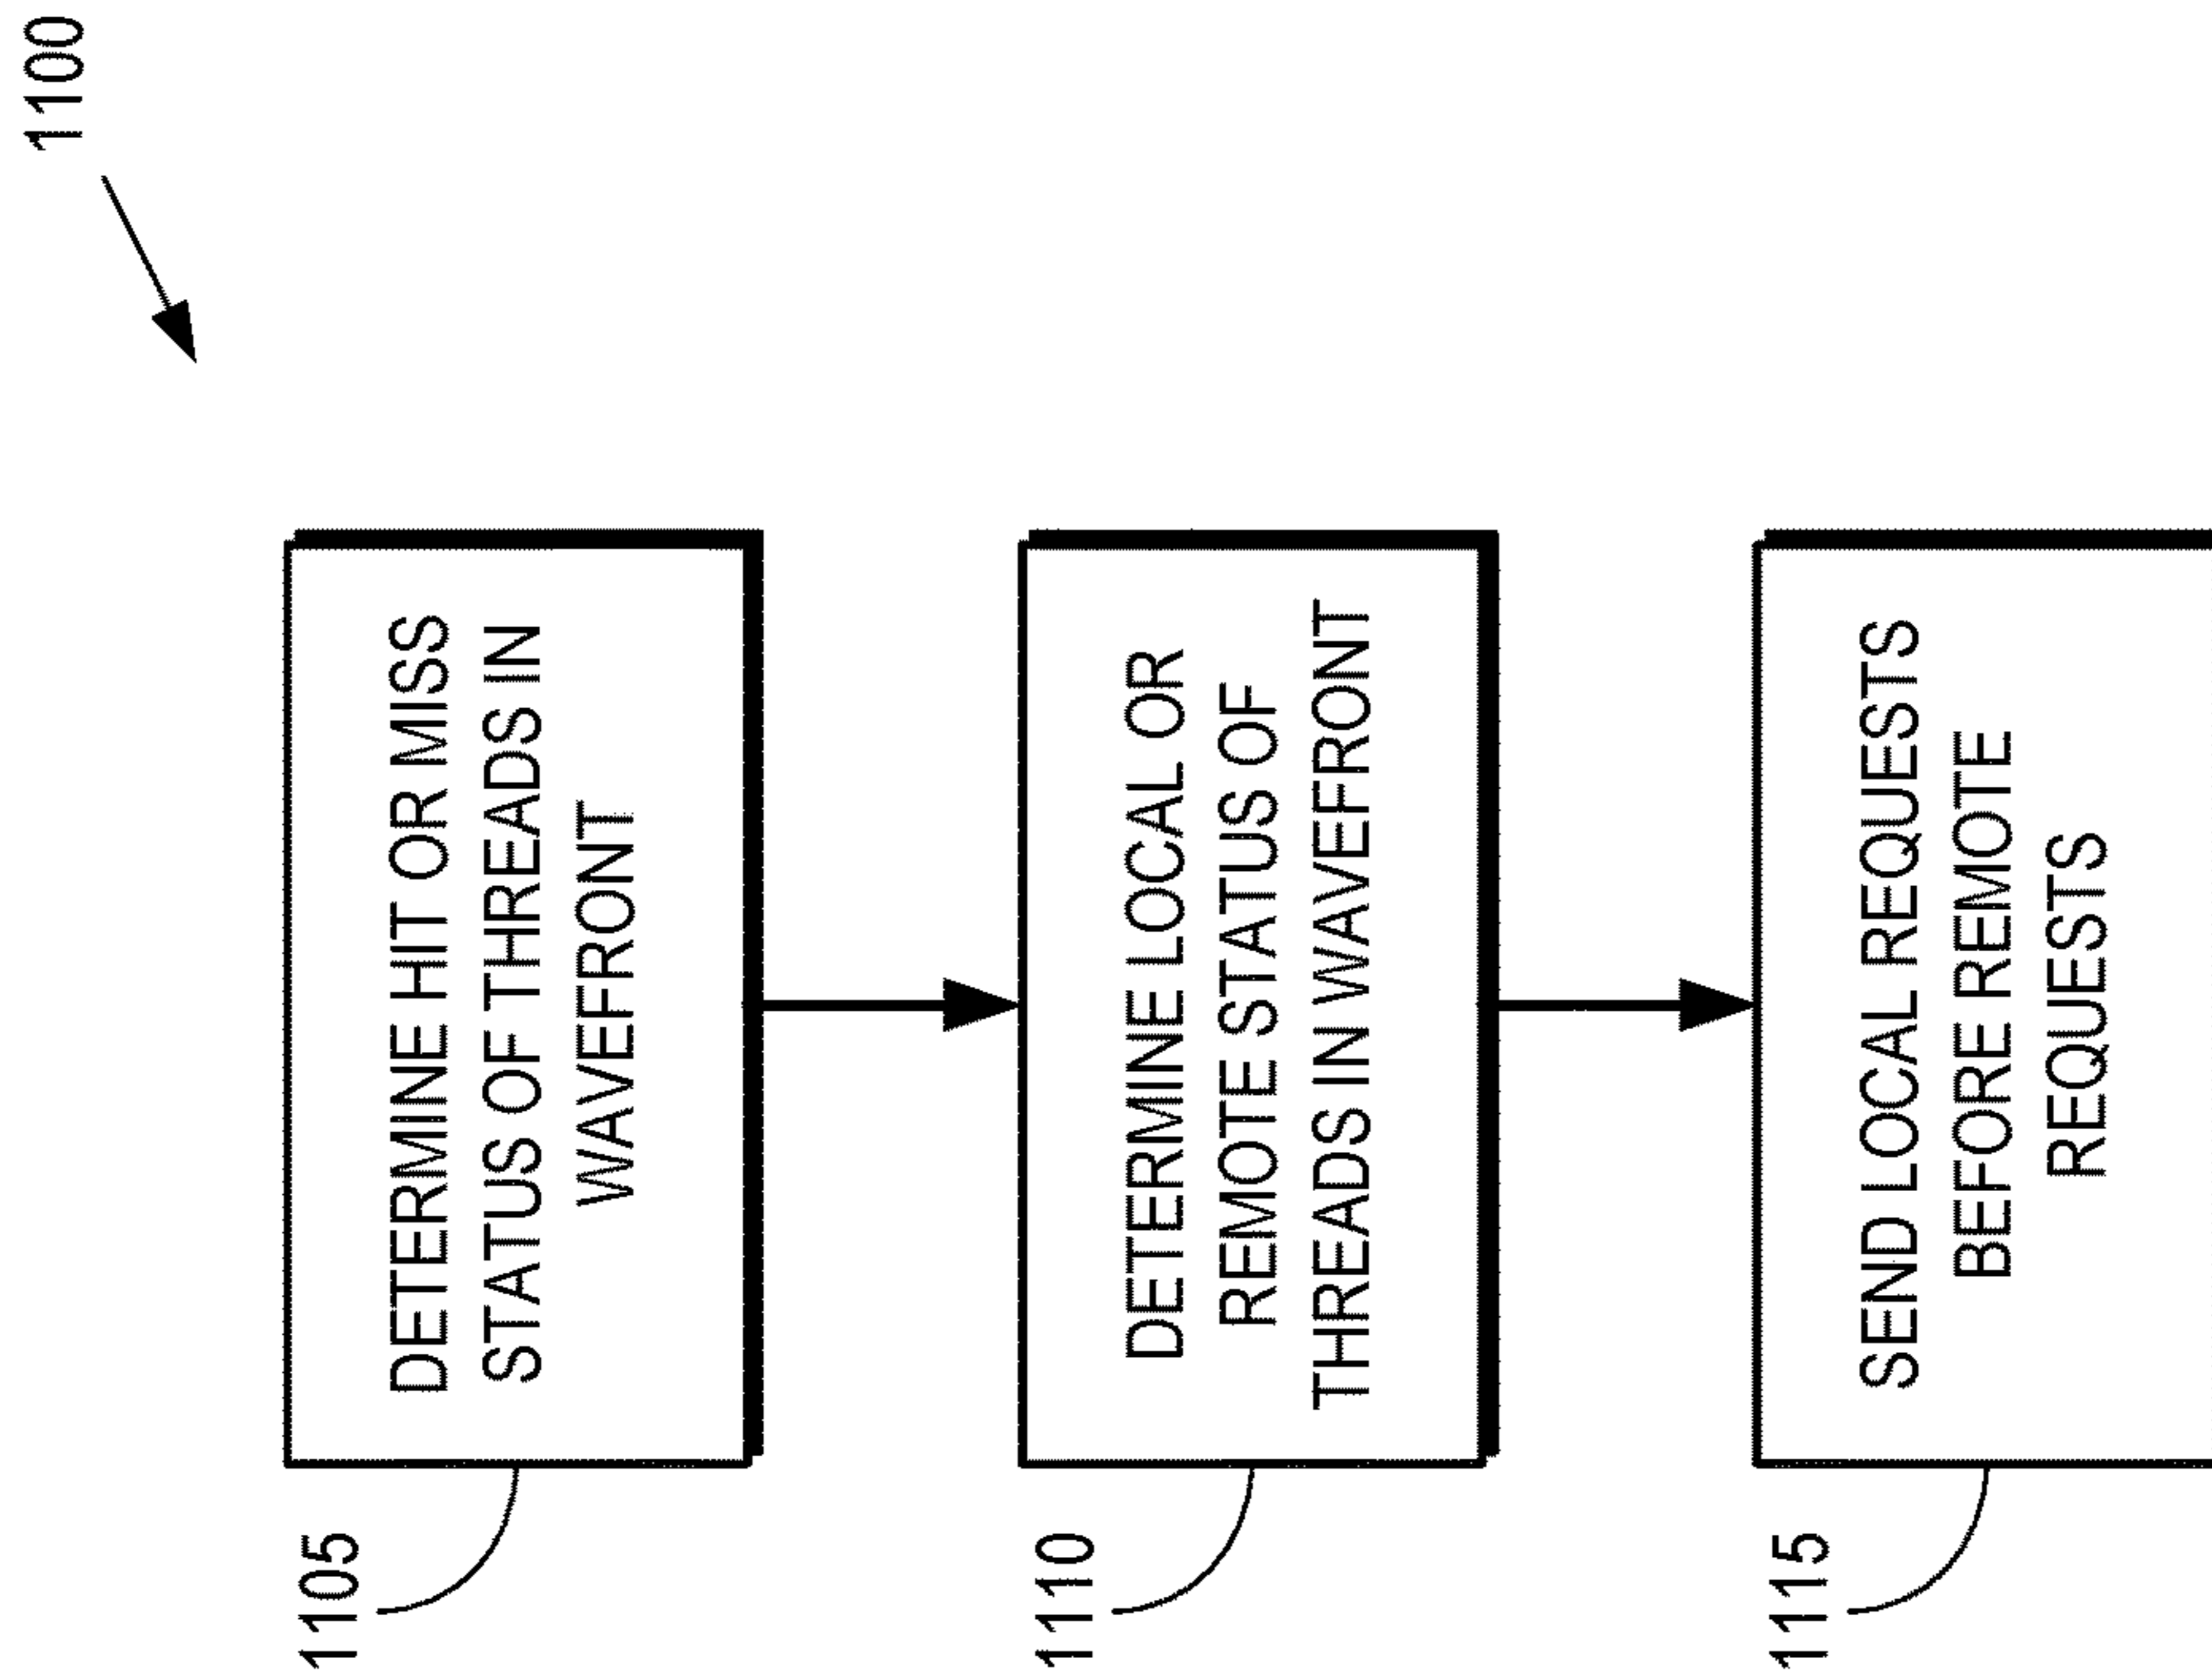 1100
1105
DETERMINE HIT OR MISS
STATUS OF THREADS IN
WAVEFRONT
1110
DETERMINE LOCAL OR
REMOTE STATUS OF
THREADS IN WAVEFRONT
1115
SEND LOCAL REQUESTS
BEFORE REMOTE
REQUESTS